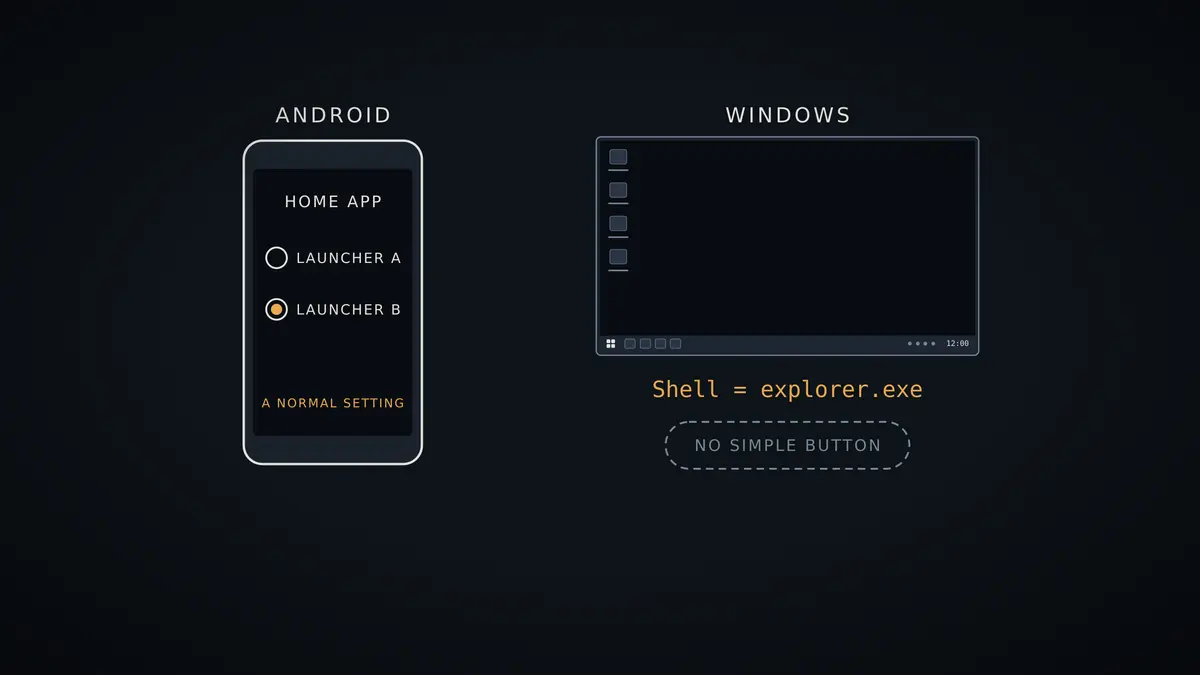 ANDROID
HOME APP
LAUNCHER A
LAUNCHER B
A NORMAL SETTING
WINDOWS
12:00
Shell = explorer.exe
NO SIMPLE BUTTON